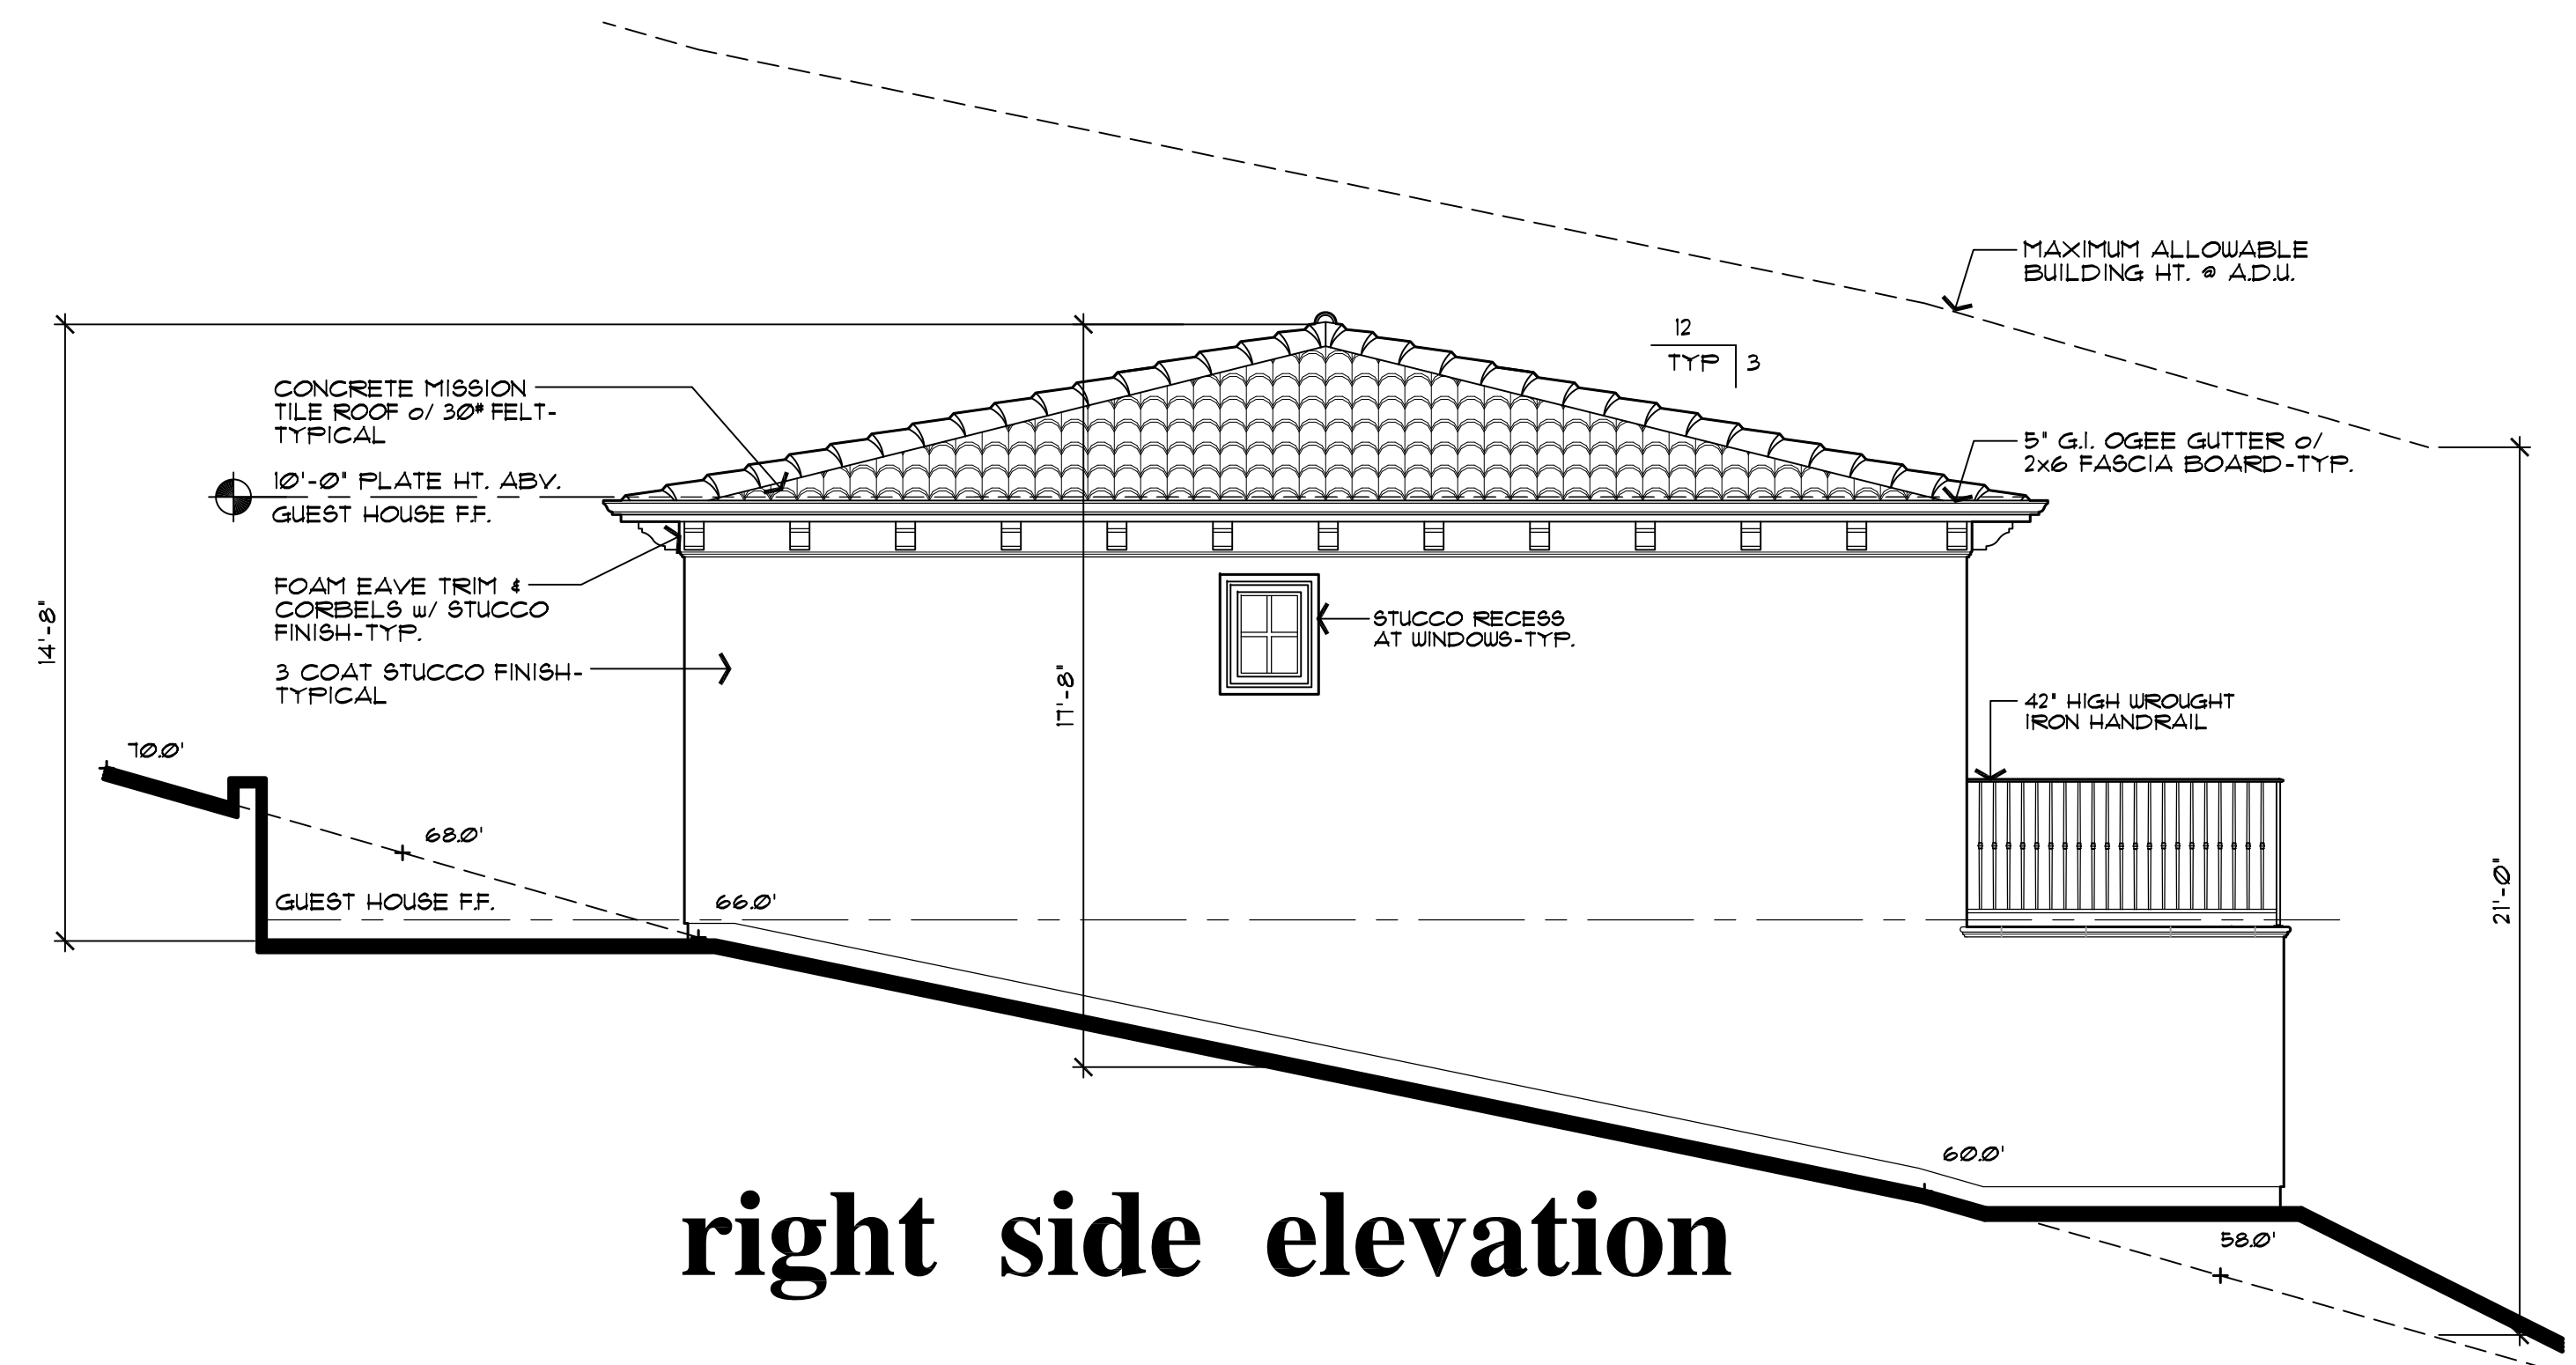 MAXIMUM ALLOWABLE
BUILDING HT. @ A.D.U.
12
TYP 3
CONCRETE MISSION
TILE ROOF o/ 30# FELT-
TYPICAL
5" G.I. OGEE GUTTER o/
2x6 FASCIA BOARD-TYP.
10'-0" PLATE HT. ABV.
GUEST HOUSE F.F.
FOAM EAVE TRIM &
CORBELS w/ STUCCO
FINISH-TYP.
14'-8"
STUCCO RECESS
AT WINDOWS-TYP.
3 COAT STUCCO FINISH-
TYPICAL
17'-8"
42" HIGH WROUGHT
IRON HANDRAIL
70.0'
68.0'
GUEST HOUSE F.F.
66.0'
21'-0"
60.0'
58.0'
right side elevation